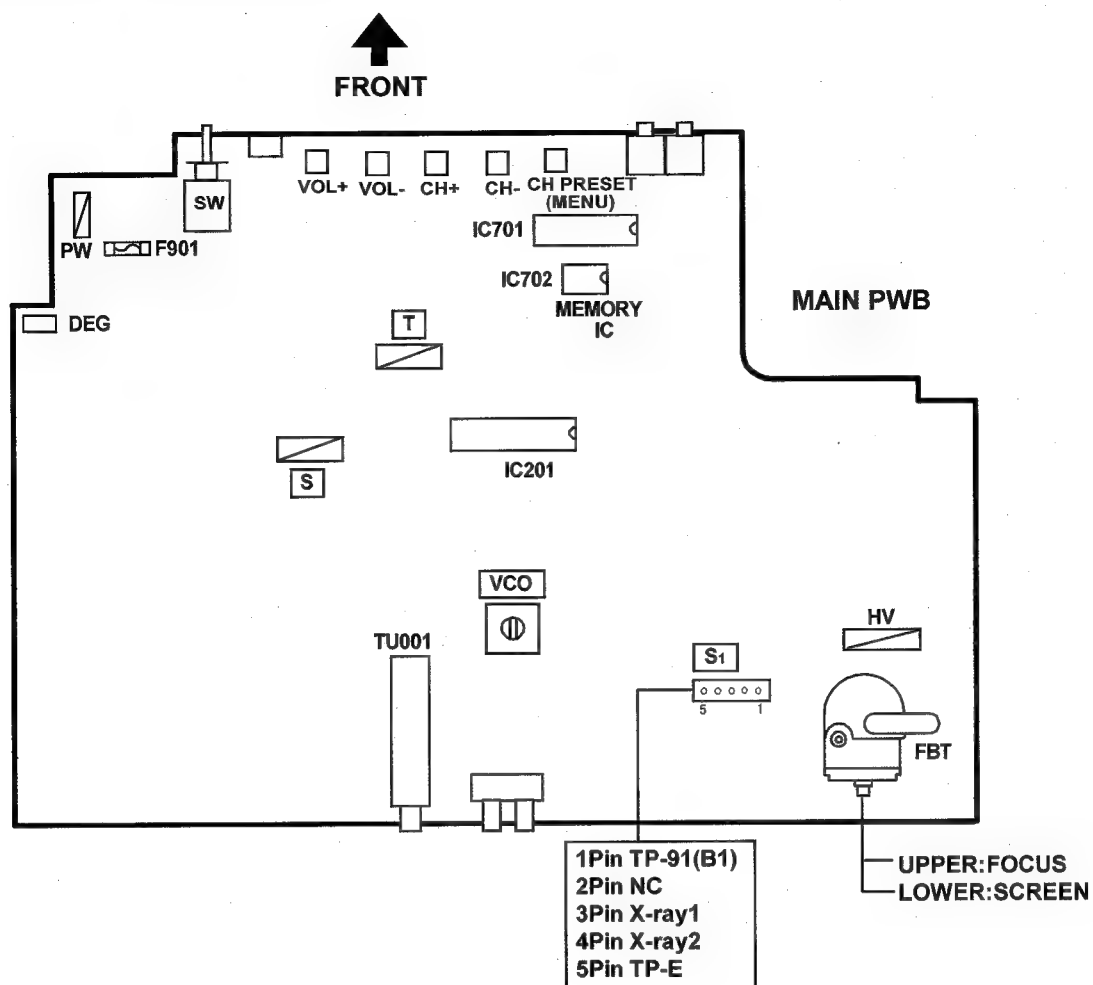 FRONT
VOL+ VOL- CH+ CH- CH PRESET
(MENU)
SW
IC701
PW F901
IC702
MEMORY
IC
MAIN PWB
DEG
T
IC201
S
VCO
HV
TU001
S1
5 1
FBT
1Pin TP-91(B1)
2Pin NC
3Pin X-ray1
4Pin X-ray2
5Pin TP-E
UPPER:FOCUS
LOWER:SCREEN